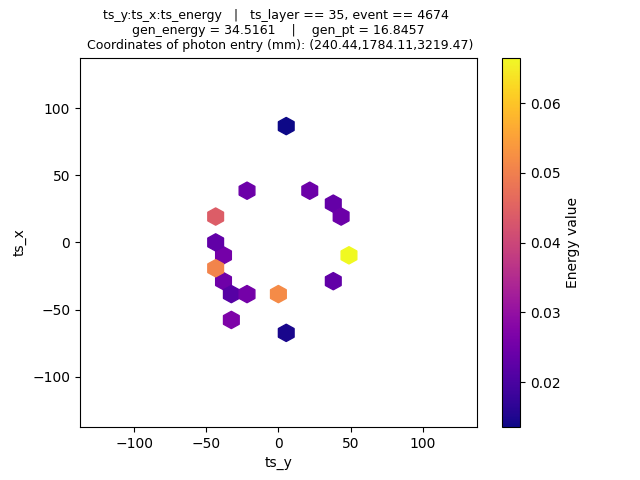 ts_y:ts_x:ts_energy   |   ts_layer == 35, event == 4674
gen_energy = 34.5161    |    gen_pt = 16.8457
Coordinates of photon entry (mm): (240.44,1784.11,3219.47)
100
50
0
−50
−100
ts_x
−100
−50
0
50
100
ts_y
0.06
0.05
0.04
0.03
0.02
Energy value